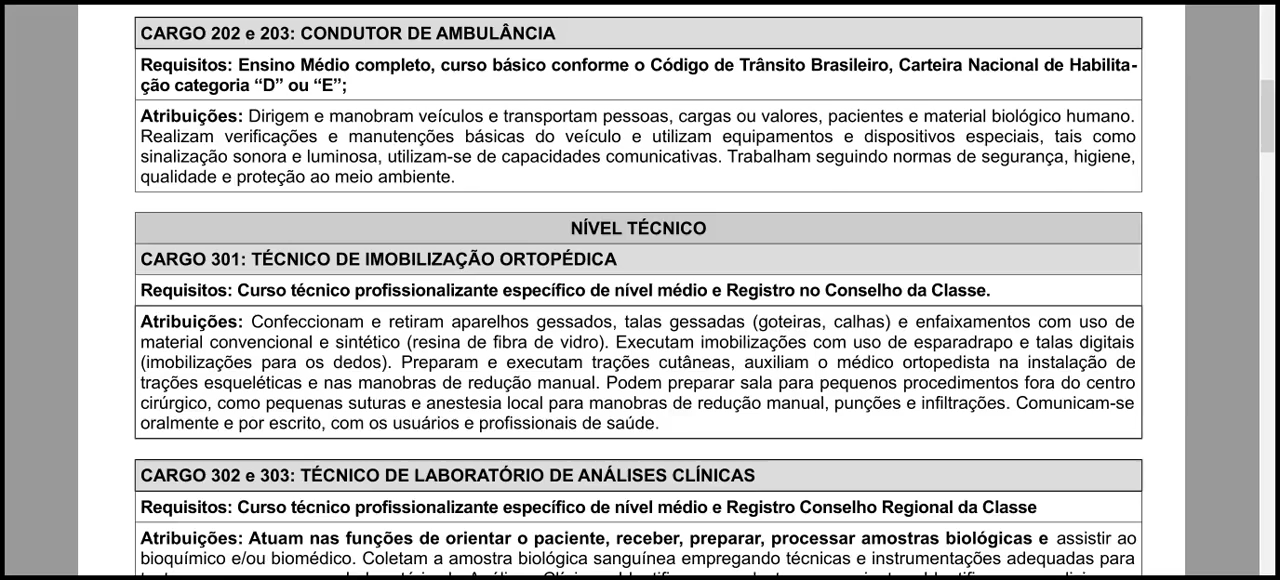 CARGO 202 e 203: CONDUTOR DE AMBULÂNCIA
Requisitos: Ensino Médio completo, curso básico conforme o Código de Trânsito Brasileiro, Carteira Nacional de Habilita-
ção categoria “D” ou “E”;
Atribuições: Dirigem e manobram veículos e transportam pessoas, cargas ou valores, pacientes e material biológico humano.
Realizam verificações e manutenções básicas do veículo e utilizam equipamentos e dispositivos especiais, tais como
sinalização sonora e luminosa, utilizam-se de capacidades comunicativas. Trabalham seguindo normas de segurança, higiene,
qualidade e proteção ao meio ambiente.
NÍVEL TÉCNICO
CARGO 301: TÉCNICO DE IMOBILIZAÇÃO ORTOPÉDICA
Requisitos: Curso técnico profissionalizante específico de nível médio e Registro no Conselho da Classe.
Atribuições: Confeccionam e retiram aparelhos gessados, talas gessadas (goteiras, calhas) e enfaixamentos com uso de
material convencional e sintético (resina de fibra de vidro). Executam imobilizações com uso de esparadrapo e talas digitais
(imobilizações para os dedos). Preparam e executam trações cutâneas, auxiliam o médico ortopedista na instalação de
trações esqueléticas e nas manobras de redução manual. Podem preparar sala para pequenos procedimentos fora do centro
cirúrgico, como pequenas suturas e anestesia local para manobras de redução manual, punções e infiltrações. Comunicam-se
oralmente e por escrito, com os usuários e profissionais de saúde.
CARGO 302 e 303: TÉCNICO DE LABORATÓRIO DE ANÁLISES CLÍNICAS
Requisitos: Curso técnico profissionalizante específico de nível médio e Registro Conselho Regional da Classe
Atribuições: Atuam nas funções de orientar o paciente, receber, preparar, processar amostras biológicas e assistir ao
bioquímico e/ou biomédico. Coletam a amostra biológica sanguínea empregando técnicas e instrumentações adequadas para